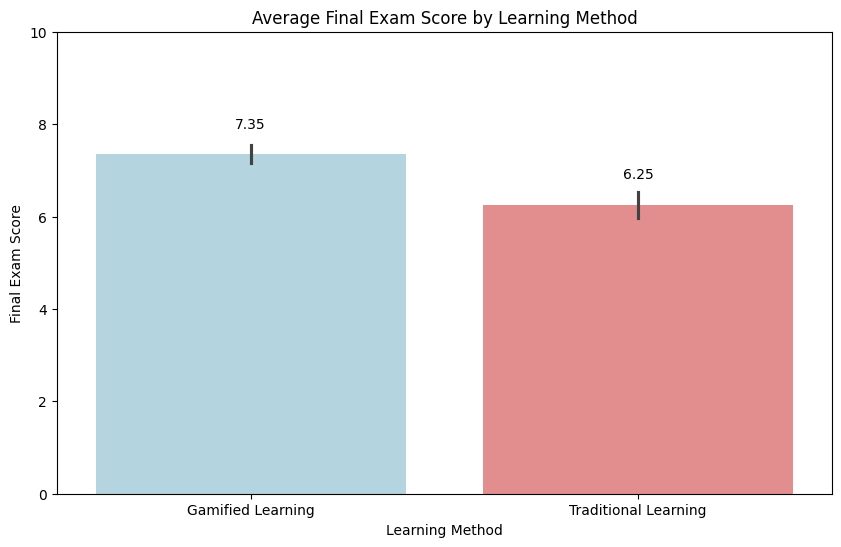 Average Final Exam Score by Learning Method
10
8
6
4
2
0
Final Exam Score
7.35
6.25
Gamified Learning
Traditional Learning
Learning Method